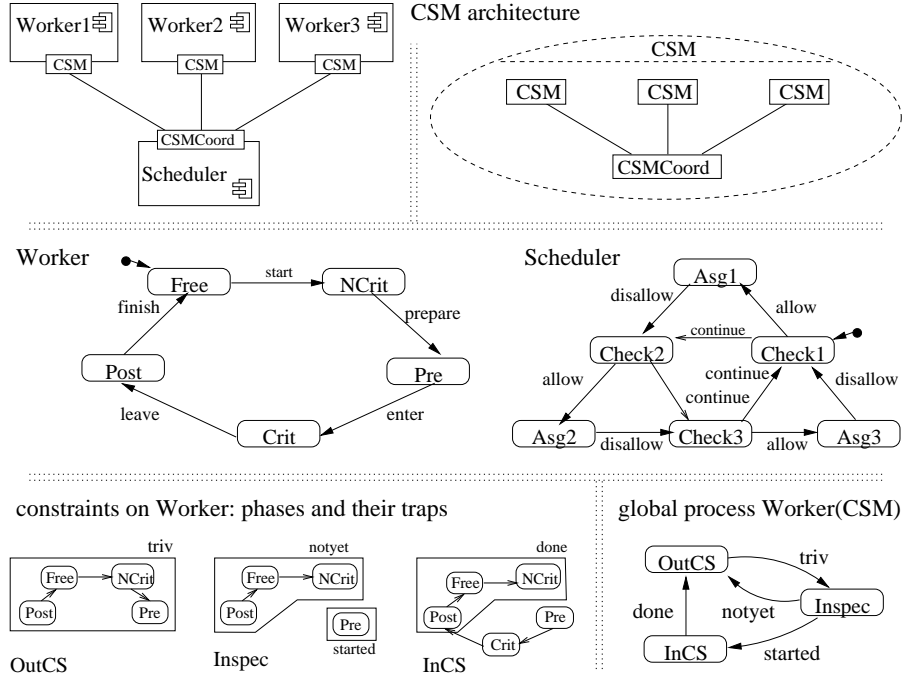 CSM architecture
Worker1
Worker2
Worker3
CSM
CSM
CSM
CSMCoord
Scheduler
CSM
CSM
CSM
CSM
CSMCoord
Worker
Free
start
NCrit
finish
prepare
Post
Pre
leave
enter
Crit
Scheduler
Asg1
disallow
allow
continue
Check2
Check1
allow
continue
continue
disallow
Asg2
disallow
Check3
allow
Asg3
constraints on Worker: phases and their traps
triv
Free
NCrit
Post
Pre
OutCS
notyet
Free
NCrit
Post
Pre
started
Inspec
done
Free
NCrit
Post
Pre
Crit
InCS
global process Worker(CSM)
OutCS
triv
done
notyet
Inspec
InCS
started